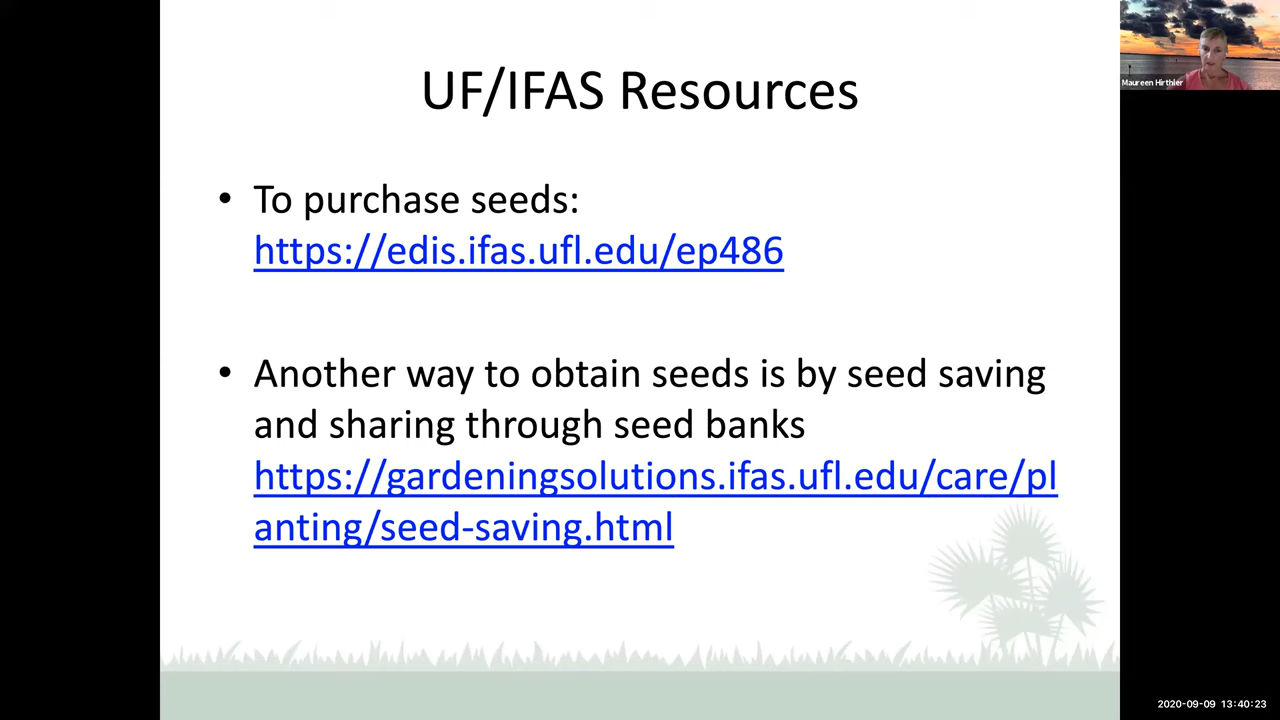 UF/IFAS Resources
Maureen Hirthler
• To purchase seeds:
https://edis.ifas.ufl.edu/ep486
• Another way to obtain seeds is by seed saving
and sharing through seed banks
https://gardeningsolutions.ifas.ufl.edu/care/pl
anting/seed-saving.html
2020-09-09 13:40:23